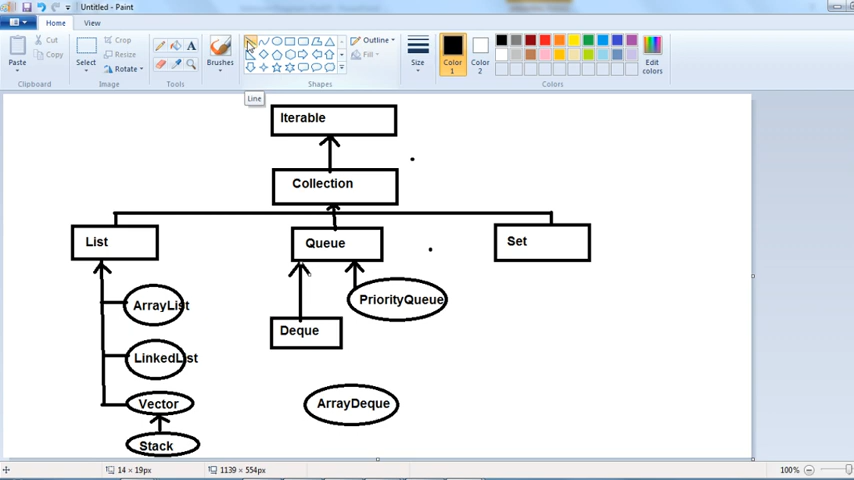 Untitled - Paint
Home View
Cut
Copy
Paste
Clipboard
Crop
Resize
Rotate
Select
Image
A
Tools
Brushes
Outline
Fill
Shapes
Size
Color 1
Color 2
Edit colors
Colors
Line
Iterable
Collection
List
Queue
Set
ArrayList
PriorityQueue
Deque
LinkedList
Vector
ArrayDeque
Stack
14 × 19px
1139 × 554px
100%